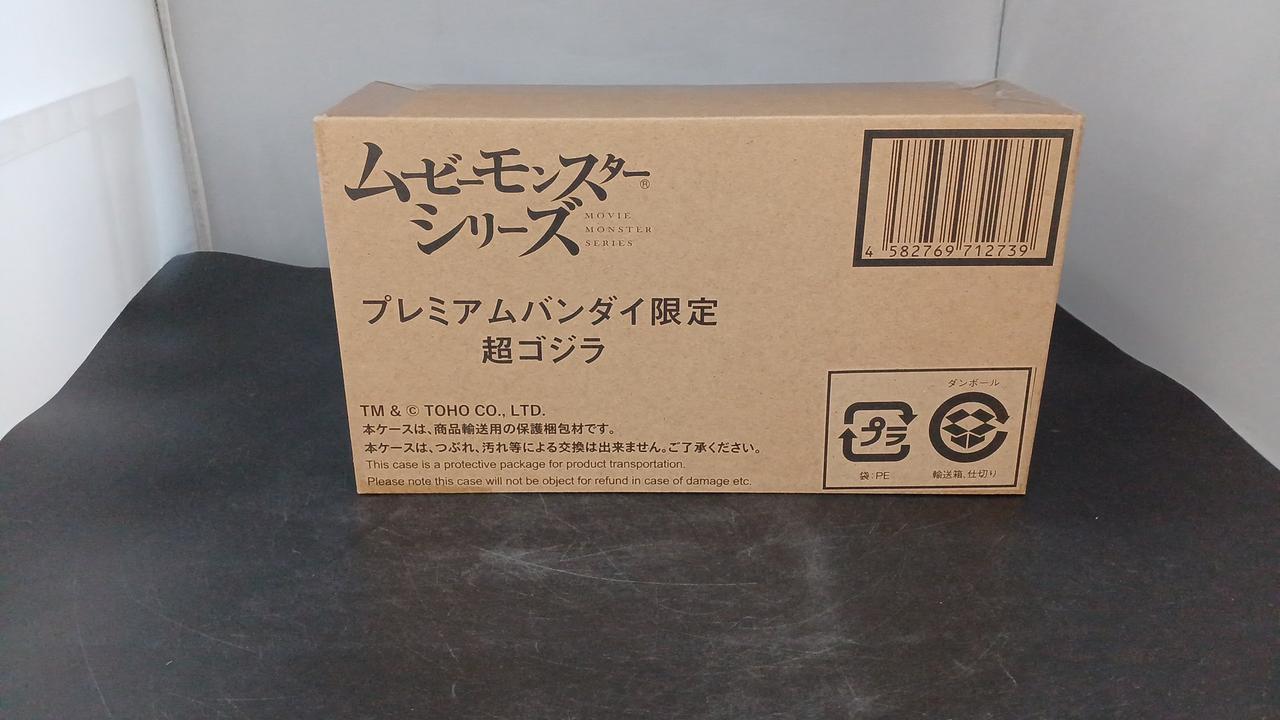 ムービーモンスター®
シリーズ
MOVIE
MONSTER
SERIES
4 582769 712739
プレミアムバンダイ限定
超ゴジラ
TM & © TOHO CO., LTD.
本ケースは、商品輸送用の保護梱包材です。
本ケースは、つぶれ、汚れ等による交換は出来ません。ご了承ください。
This case is a protective package for product transportation.
Please note this case will not be object for refund in case of damage etc.
ダンボール
プラ
袋：PE
輸送箱、仕切り